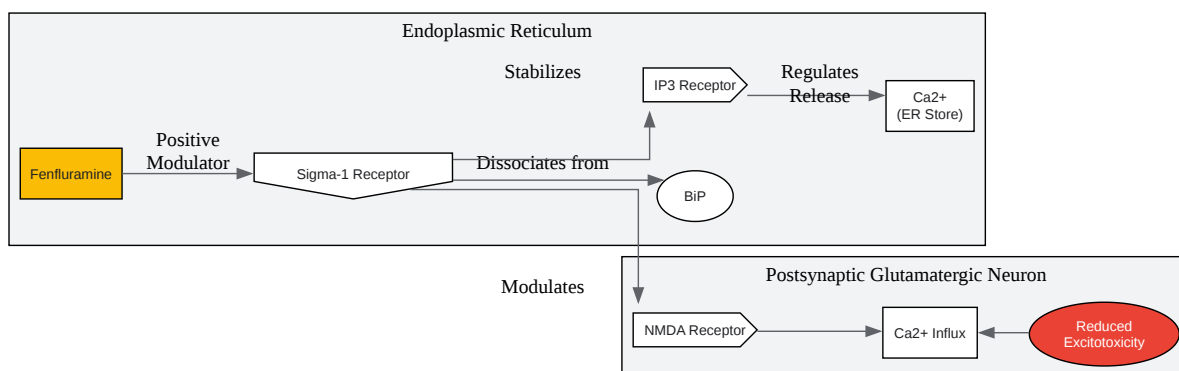 Endoplasmic Reticulum
Stabilizes
IP3 Receptor
Regulates
Release
Ca2+
(ER Store)
Fenfluramine
Positive
Modulator
Sigma-1 Receptor
Dissociates from
BiP
Modulates
Postsynaptic Glutamatergic Neuron
NMDA Receptor
Ca2+ Influx
Reduced
Excitotoxicity